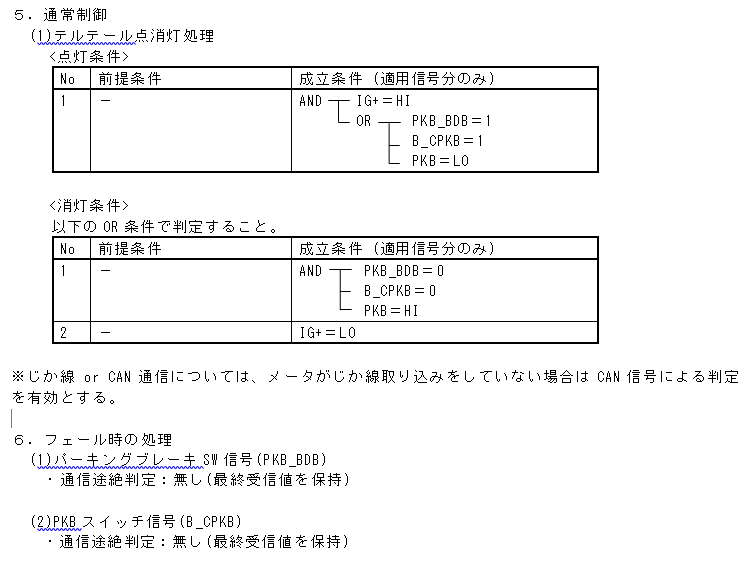 ５．通常制御
(1)テルテール点消灯処理
<点灯条件>
No 前提条件 成立条件（適用信号分のみ）
1 － AND IG+＝HI
OR PKB_BDB＝1
B_CPKB＝1
PKB＝LO
<消灯条件>
以下の OR 条件で判定すること。
No 前提条件 成立条件（適用信号分のみ）
1 － AND PKB_BDB＝0
B_CPKB＝0
PKB＝HI
2 － IG+＝LO
※じか線 or CAN 通信については、メータがじか線取り込みをしていない場合は CAN 信号による判定
を有効とする。
６．フェール時の処理
(1)パーキングブレーキ SW 信号(PKB_BDB)
・通信途絶判定：無し(最終受信値を保持)
(2)PKB スイッチ信号(B_CPKB)
・通信途絶判定：無し(最終受信値を保持)